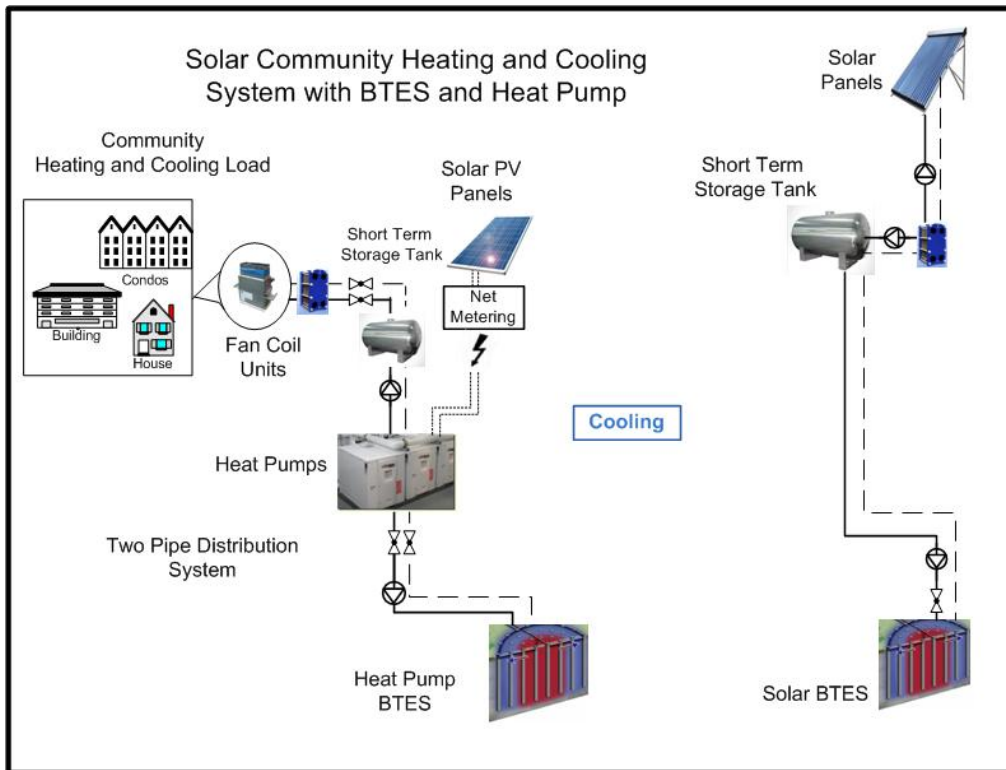 Solar Community Heating and Cooling
System with BTES and Heat Pump
Solar
Panels
Community
Heating and Cooling Load
Solar PV
Panels
Short Term
Storage Tank
Short Term
Storage Tank
Condos
Net
Metering
Building
House
Fan Coil
Units
Cooling
Heat Pumps
Two Pipe Distribution
System
Heat Pump
BTES
Solar BTES